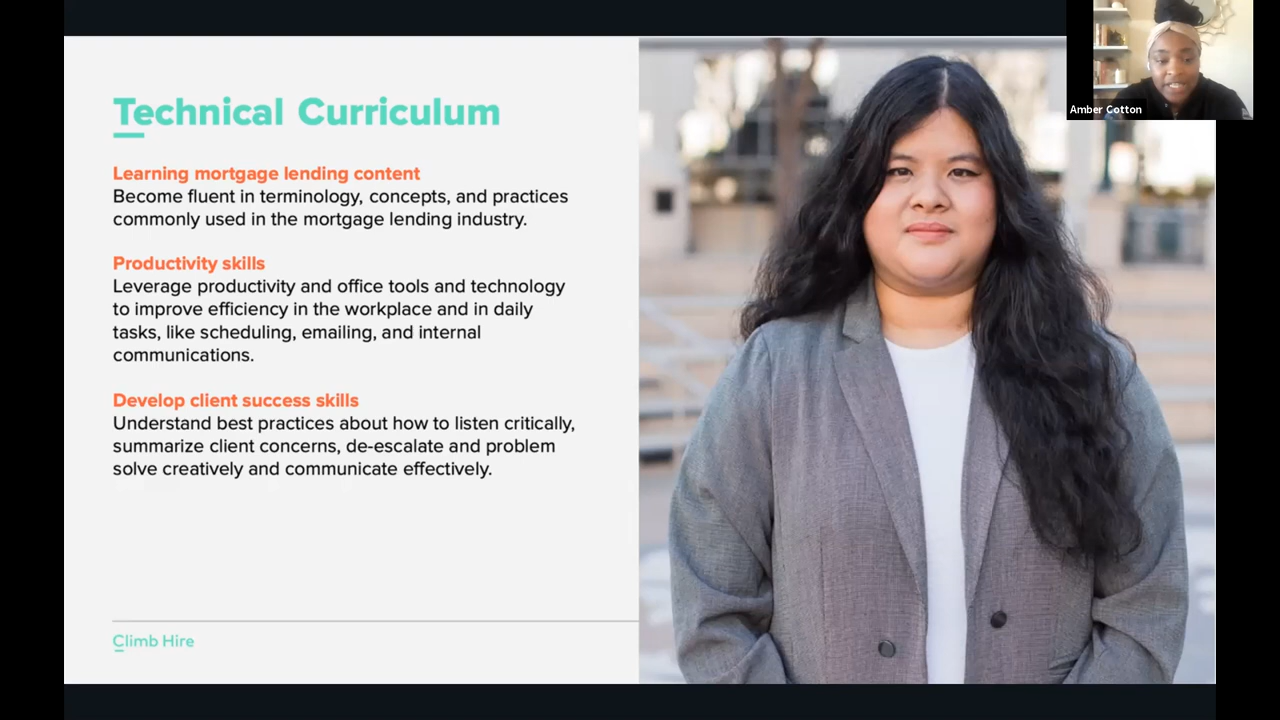 Technical Curriculum
Learning mortgage lending content
Become fluent in terminology, concepts, and practices
commonly used in the mortgage lending industry.
Productivity skills
Leverage productivity and office tools and technology
to improve efficiency in the workplace and in daily
tasks, like scheduling, emailing, and internal
communications.
Develop client success skills
Understand best practices about how to listen critically,
summarize client concerns, de-escalate and problem
solve creatively and communicate effectively.
Climb Hire
Amber Cotton